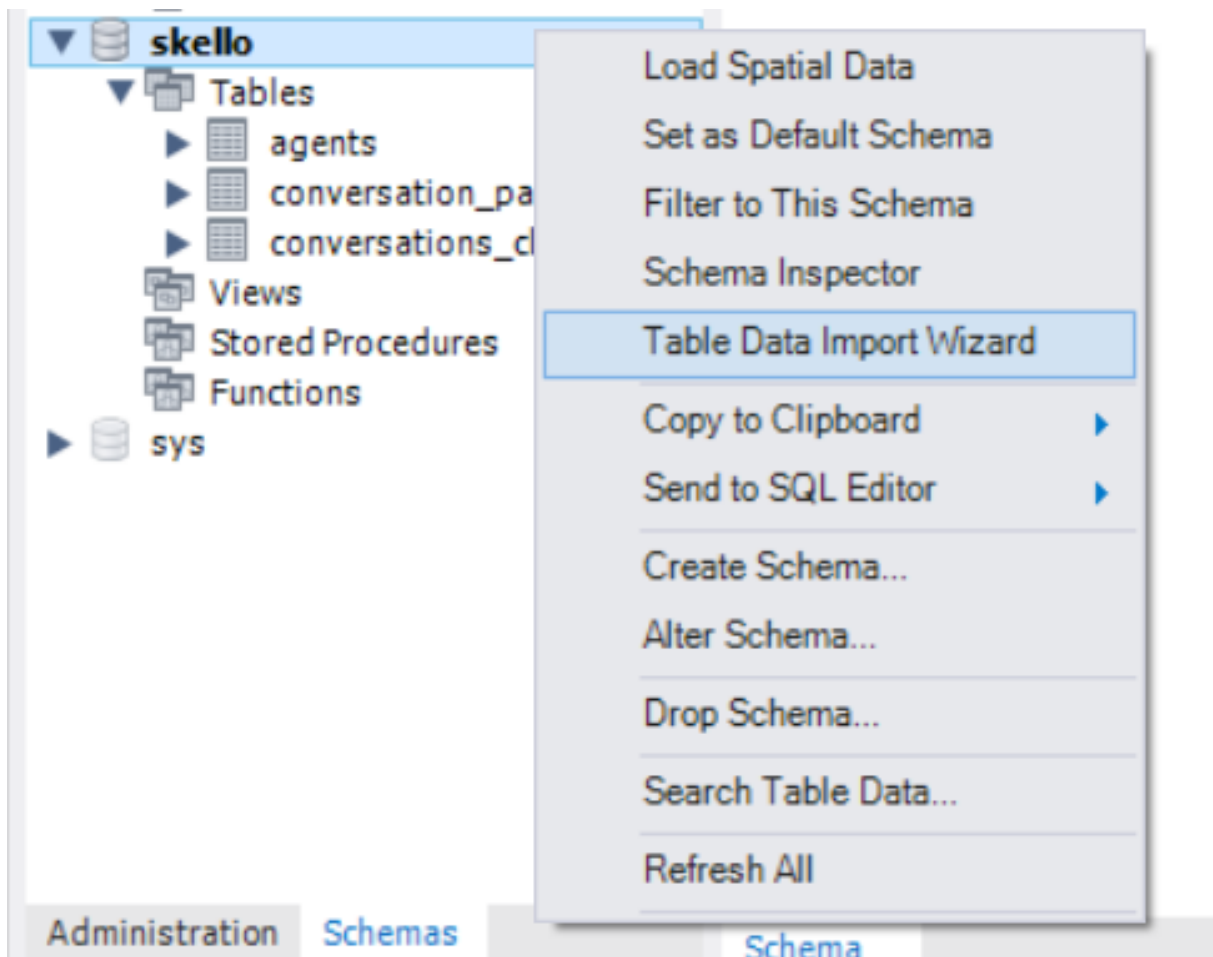 skello
Tables
agents
conversation_pa
conversations_cl
Views
Stored Procedures
Functions
sys
Load Spatial Data
Set as Default Schema
Filter to This Schema
Schema Inspector
Table Data Import Wizard
Copy to Clipboard
Send to SQL Editor
Create Schema...
Alter Schema...
Drop Schema...
Search Table Data...
Refresh All
Administration Schemas
Schema